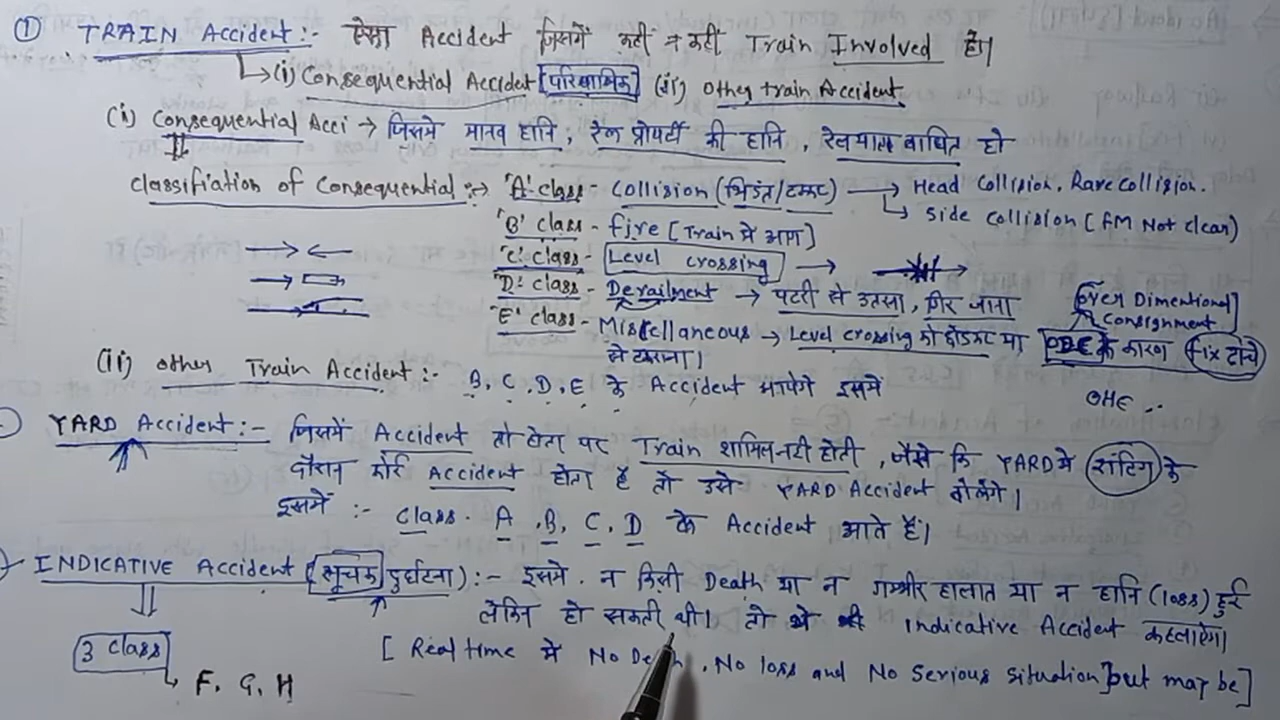 ① TRAIN Accident :- ऐसा Accident जिसमें कहीं न कहीं Train Involved है।
(i) Consequential Accident [परिणामिक] (ii) other train Accident
(i) Consequential Acci → जिसमे मानव हानि, रेल प्रोपर्टी की हानि, रेलयात बाधित हो
classifiation of Consequential :→ 'A' class - Collision (भिडंत/टक्कर) → Head Collision, Rare Collision.
→ Side Collision [FM Not clear)
'B' class - fire [Train में आग]
'C' class - Level crossing →
'D' class - Derailment → पटरी से उतरना, गिर जाना
[over Dimentional Consignment]
'E' class - Miscellaneous → Level crossing को छोडकर या ODC के कारण fix ढांचे
से टकराना।
(ii) other Train Accident :- B, C, D, E के Accident आयेंगे इसमे
OHE ..
YARD Accident :- जिसमें Accident तो होगा पर Train शामिल नहीं होती, जैसे कि YARD मे शंटिंग के
दौरान कोई Accident होता है तो उसे YARD Accident बोलेंगे।
इसमें :- class. A, B, C, D के Accident आते हैं।
INDICATIVE Accident (सूचक दुर्घटना) :- इसमे न किसी Death या न गम्भीर हालात या न हानि (loss) हुई
लेकिन हो सकती थी। तो Indicative Accident कहलाएगा।
[Real time में No De , No loss and No Serious Situation] but may be]
3 class
F. G. H